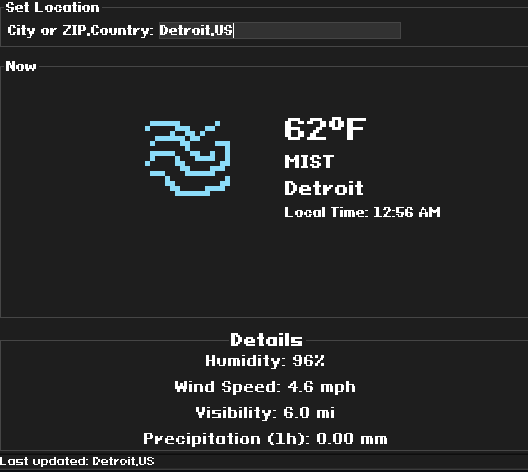 Set Location
City or ZIP,Country: Detroit,US
Now
62°F
MIST
Detroit
Local Time: 12:56 AM
Details
Humidity: 96%
Wind Speed: 4.6 mph
Visibility: 6.0 mi
Precipitation (1h): 0.00 mm
Last updated: Detroit,US